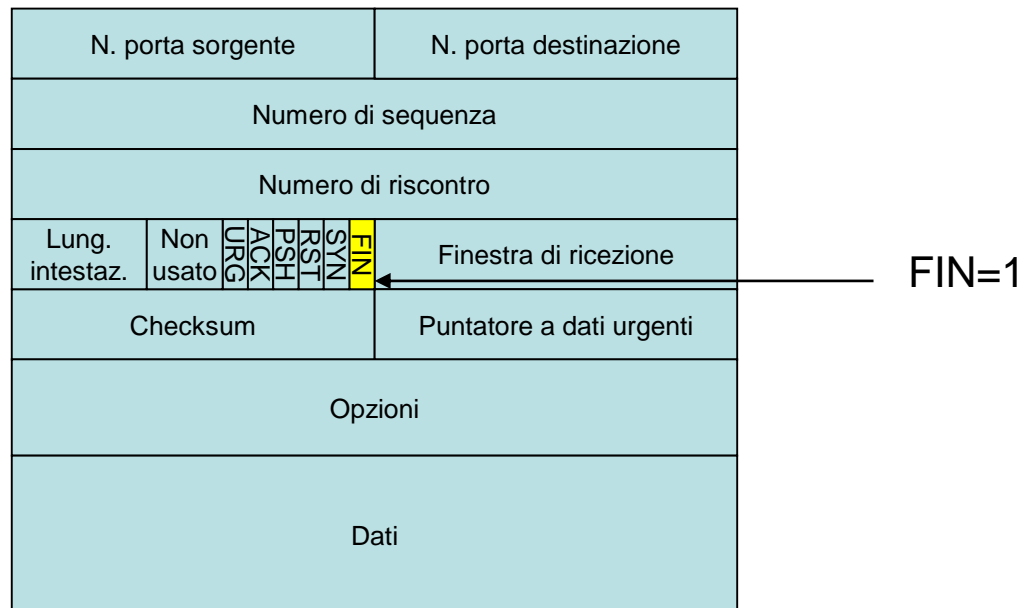 N. porta sorgente
N. porta destinazione
Numero di sequenza
Numero di riscontro
Lung.
intestaz.
Non
usato
URG
ACK
PSH
RST
SYN
FIN
Finestra di ricezione
FIN=1
Checksum
Puntatore a dati urgenti
Opzioni
Dati